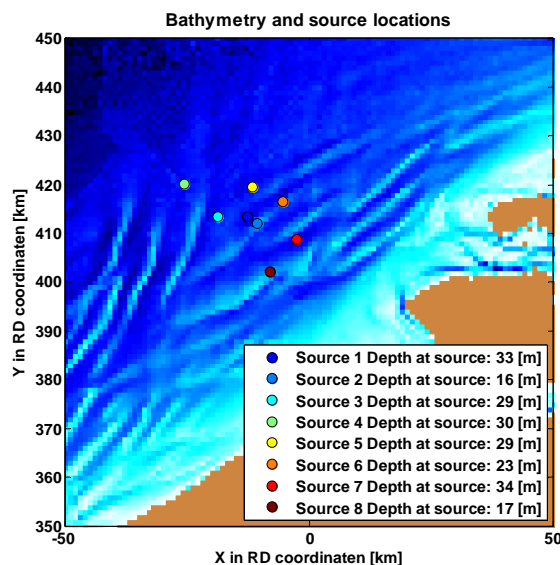 Bathymetry and source locations
450
440
430
420
410
400
390
380
370
360
350
Y in RD coordinaten [km]
Source 1 Depth at source: 33 [m]
Source 2 Depth at source: 16 [m]
Source 3 Depth at source: 29 [m]
Source 4 Depth at source: 30 [m]
Source 5 Depth at source: 29 [m]
Source 6 Depth at source: 23 [m]
Source 7 Depth at source: 34 [m]
Source 8 Depth at source: 17 [m]
-50 0 50
X in RD coordinaten [km]